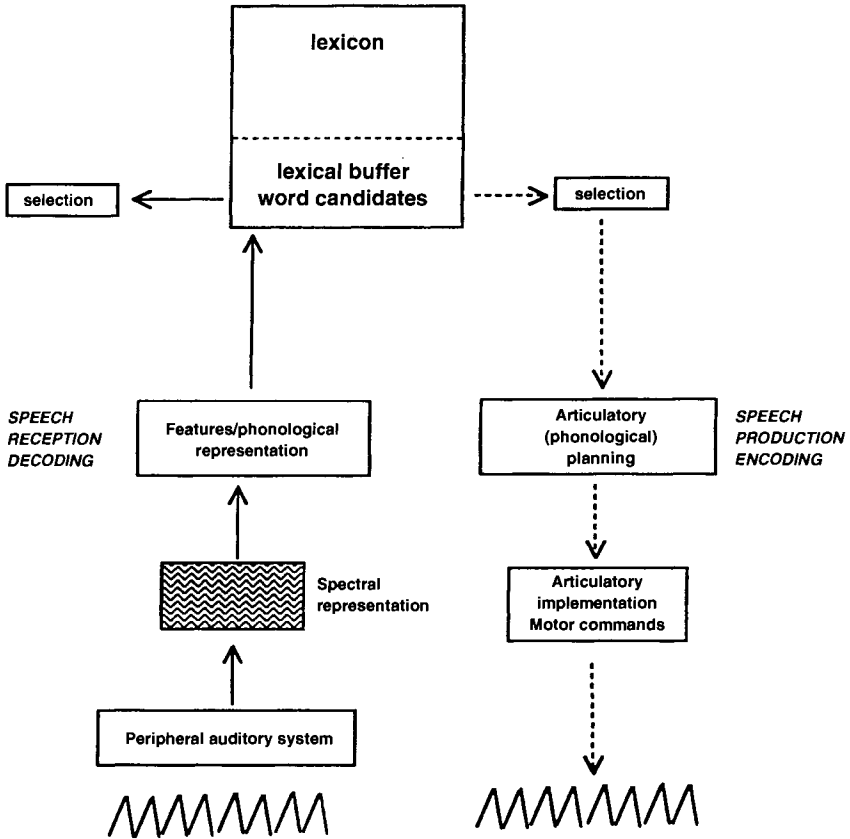 lexicon
lexical buffer
word candidates
selection
selection
SPEECH
RECEPTION
DECODING
Features/phonological
representation
Articulatory
(phonological)
planning
SPEECH
PRODUCTION
ENCODING
Spectral
representation
Articulatory
implementation
Motor commands
Peripheral auditory system